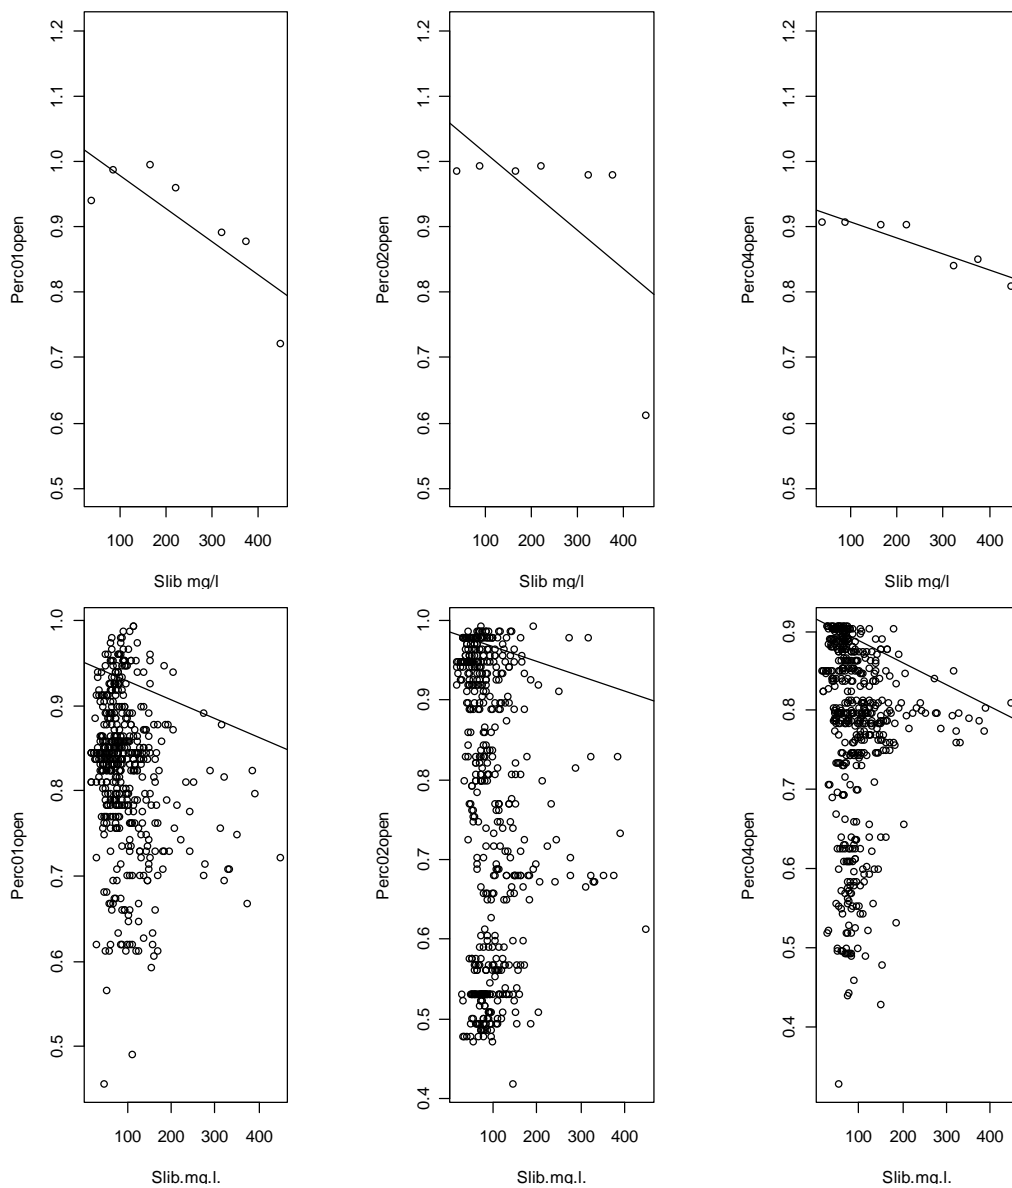 1.2 1.2 1.2
1.1 1.1 1.1
1.0 1.0 1.0
0.9 0.9 0.9
Perc01open Perc02open Perc04open
0.8 0.8 0.8
0.7 0.7 0.7
0.6 0.6 0.6
0.5 0.5 0.5
100 200 300 400 100 200 300 400 100 200 300 400
Slib mg/l Slib mg/l Slib mg/l
1.0 1.0 0.9
0.9 0.9 0.8
0.8 0.8 0.7
Perc01open Perc02open Perc04open
0.7 0.7 0.6
0.6 0.6 0.5
0.5 0.5 0.4
0.4
100 200 300 400 100 200 300 400 100 200 300 400
Slib.mg.l. Slib.mg.l. Slib.mg.l.